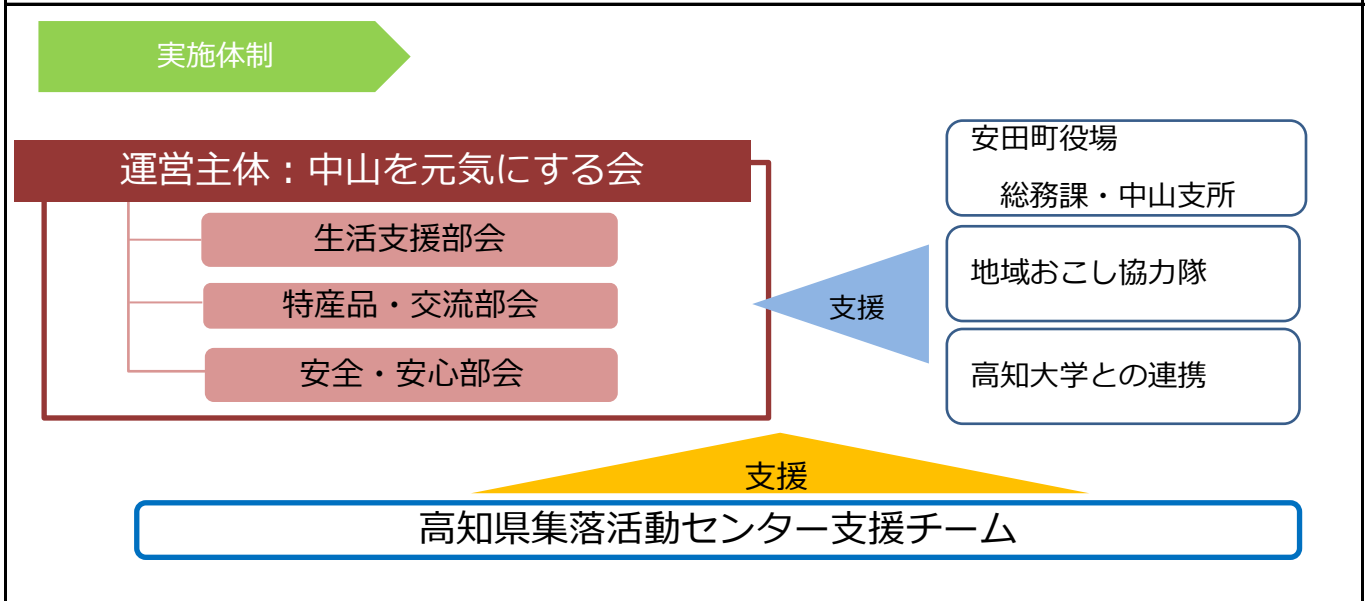 実施体制
運営主体：中山を元気にする会
生活支援部会
特産品・交流部会
安全・安心部会
支援
安田町役場
総務課・中山支所
地域おこし協力隊
高知大学との連携
支援
高知県集落活動センター支援チーム